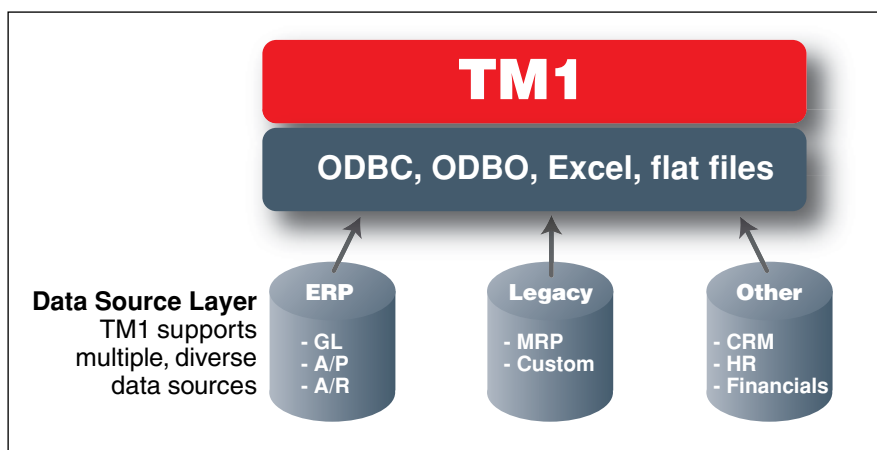 TM1
ODBC, ODBO, Excel, flat files
Data Source Layer
TM1 supports
multiple, diverse
data sources
ERP
- GL
- A/P
- A/R
Legacy
- MRP
- Custom
Other
- CRM
- HR
- Financials